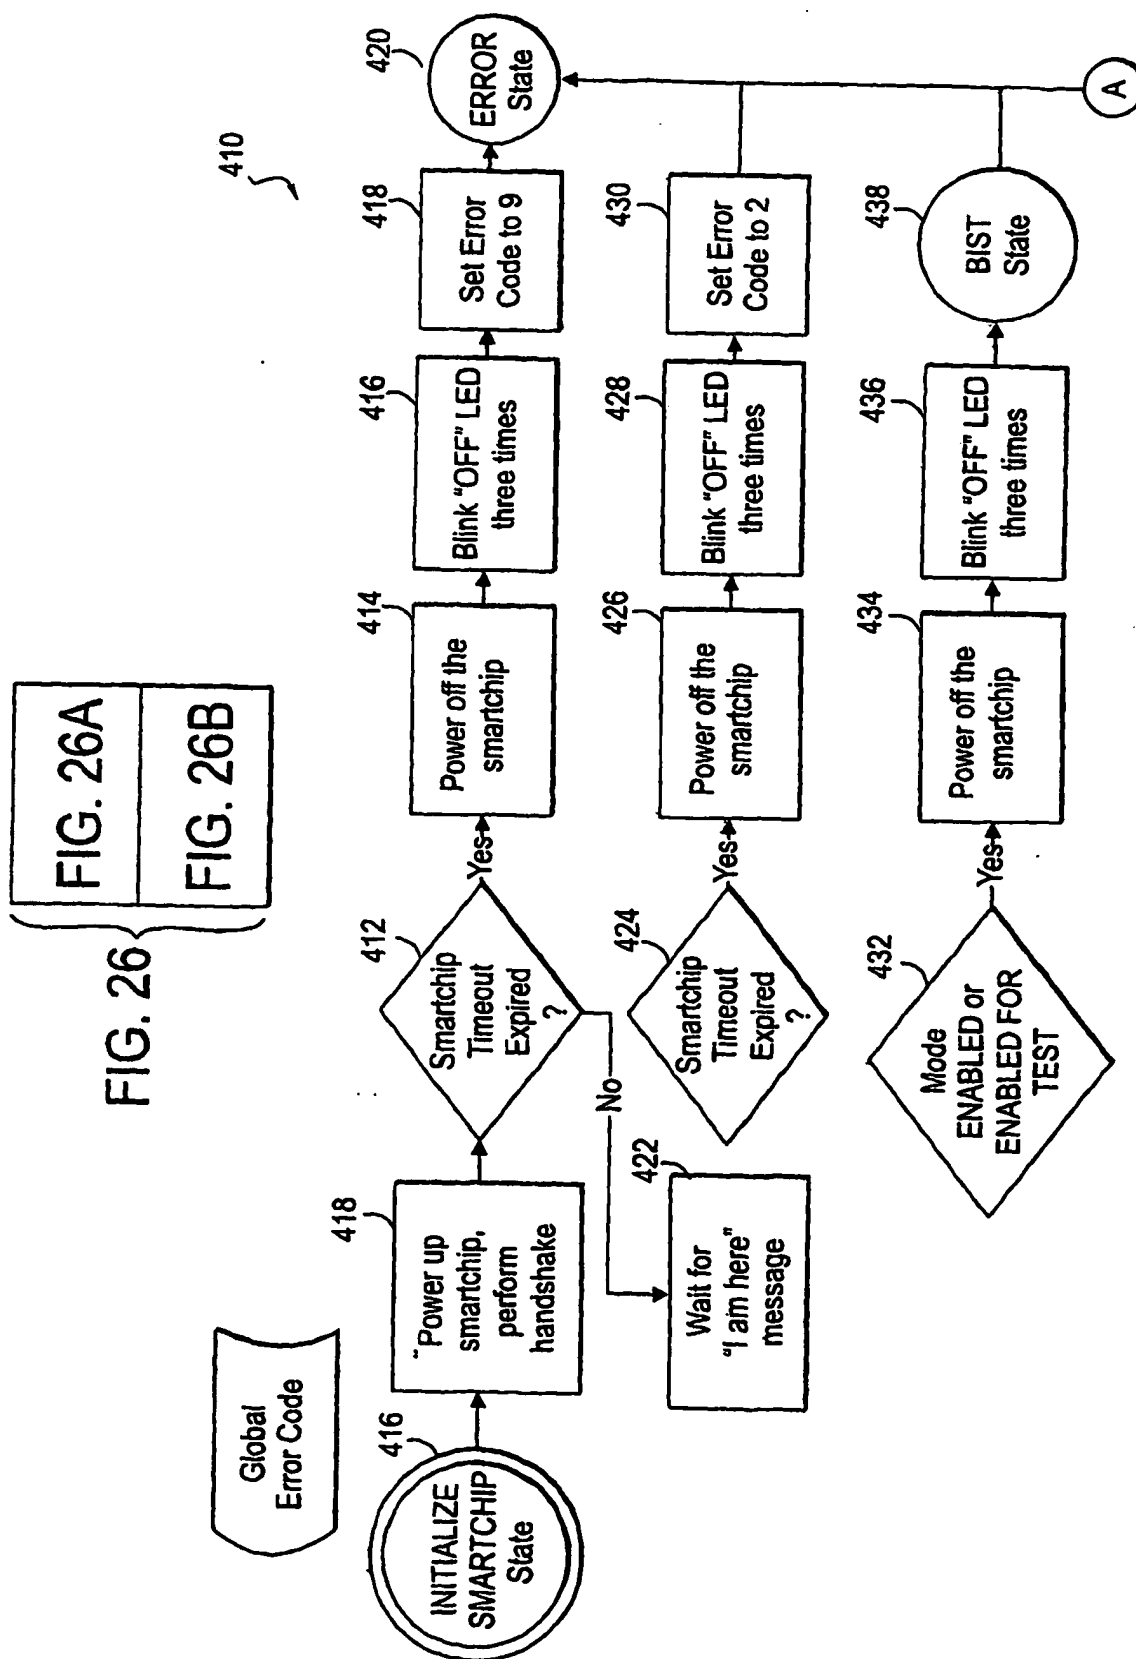 FIG. 26
FIG. 26A
FIG. 26B
410
Global
Error Code
416
INITIALIZE
SMARTCHIP
State
418
Power up
smartchip,
perform
handshake
412
Smartchip
Timeout
Expired
?
Yes
414
Power off the
smartchip
416
Blink "OFF" LED
three times
418
Set Error
Code to 9
420
ERROR
State
No
422
Wait for
"I am here"
message
424
Smartchip
Timeout
Expired
?
Yes
426
Power off the
smartchip
428
Blink "OFF" LED
three times
430
Set Error
Code to 2
432
Mode
ENABLED or
ENABLED FOR
TEST
Yes
434
Power off the
smartchip
436
Blink "OFF" LED
three times
438
BIST
State
A